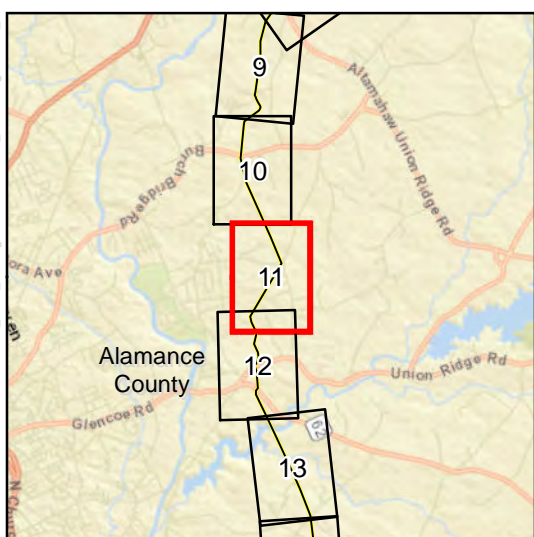 9
Altamahaw Union Ridge Rd
Burch Bridge Rd
10
ora Ave
11
Alamance
County
12
Union Ridge Rd
Glencoe Rd
62
13
N Chur